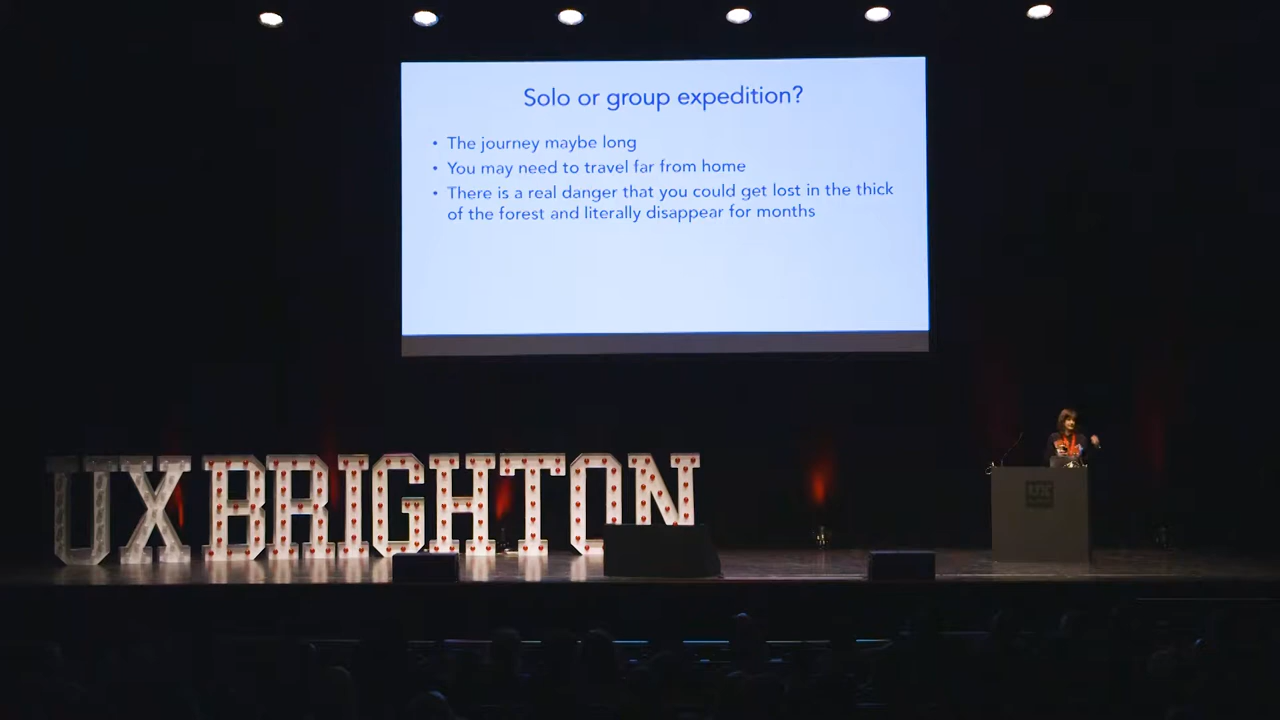 Solo or group expedition?
• The journey maybe long
• You may need to travel far from home
• There is a real danger that you could get lost in the thick
of the forest and literally disappear for months
UX BRIGHTON
UX